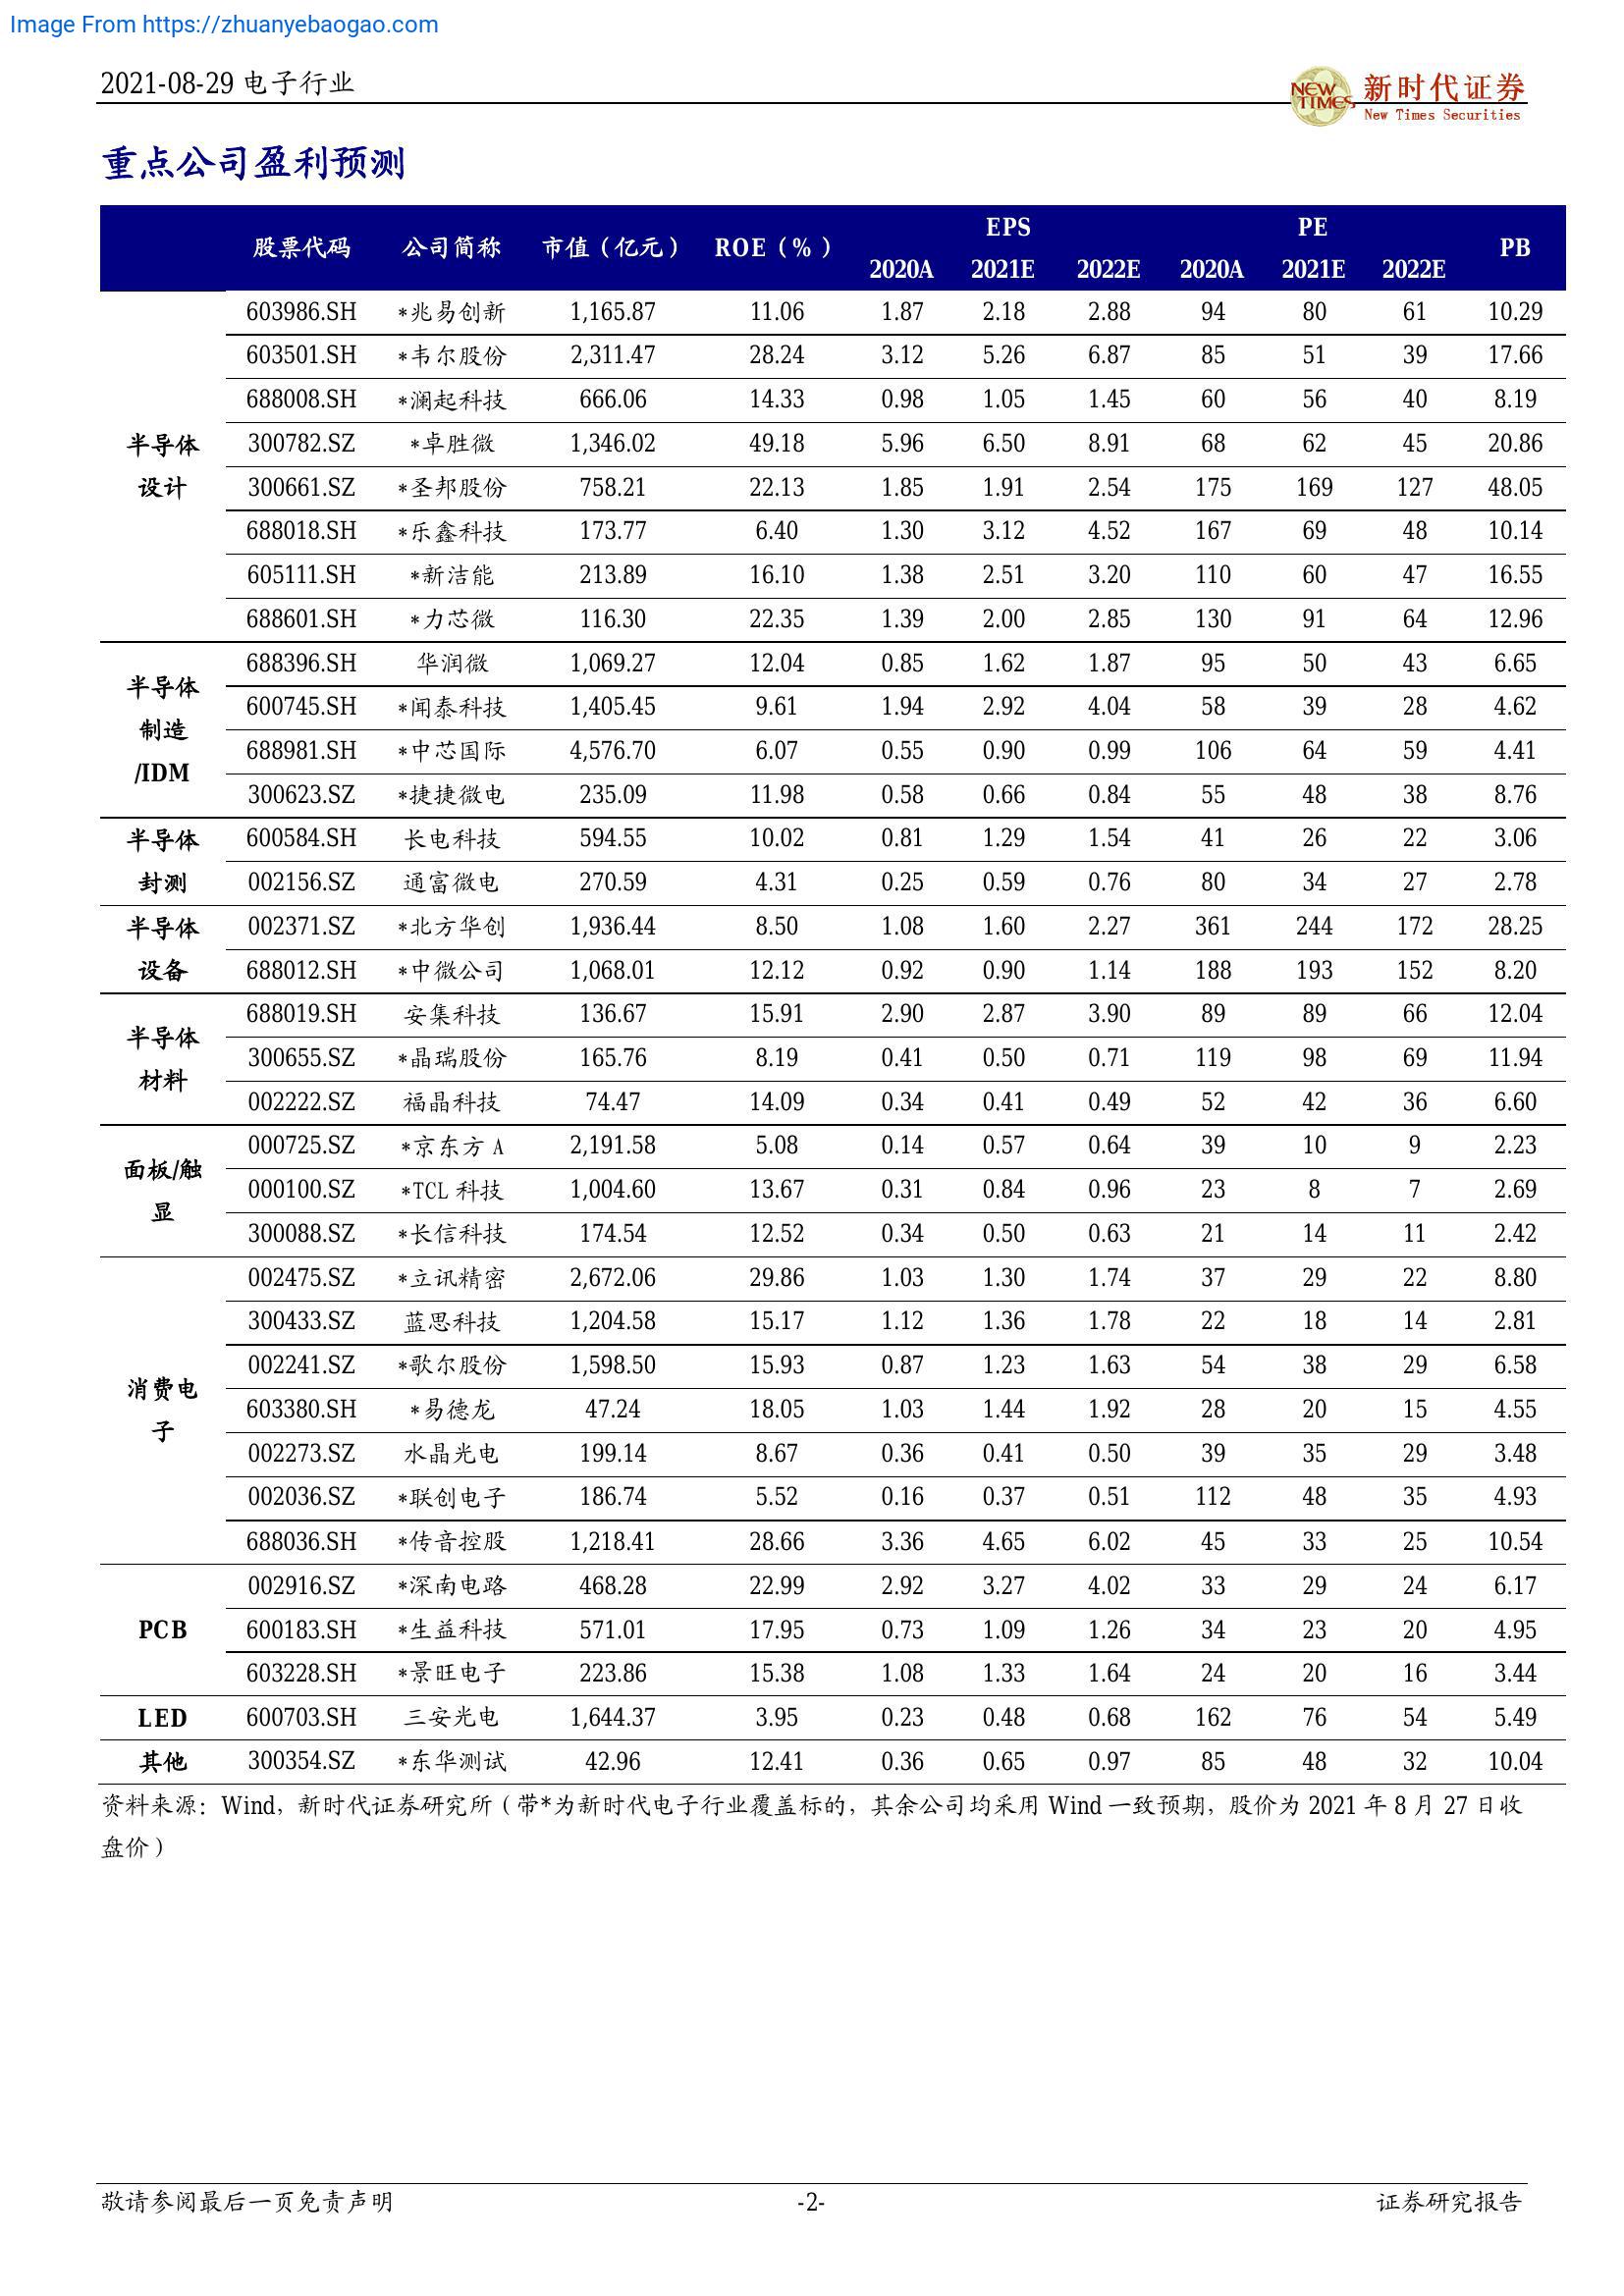 Image From https://zhuanyebaogao.com
2021-08-29 电子行业
NEW TIMES 新时代证券
New Times Securities
重点公司盈利预测
股票代码 公司简称 市值（亿元） ROE（%） EPS PE PB
2020A 2021E 2022E 2020A 2021E 2022E
半导体设计
603986.SH *兆易创新 1,165.87 11.06 1.87 2.18 2.88 94 80 61 10.29
603501.SH *韦尔股份 2,311.47 28.24 3.12 5.26 6.87 85 51 39 17.66
688008.SH *澜起科技 666.06 14.33 0.98 1.05 1.45 60 56 40 8.19
300782.SZ *卓胜微 1,346.02 49.18 5.96 6.50 8.91 68 62 45 20.86
300661.SZ *圣邦股份 758.21 22.13 1.85 1.91 2.54 175 169 127 48.05
688018.SH *乐鑫科技 173.77 6.40 1.30 3.12 4.52 167 69 48 10.14
605111.SH *新洁能 213.89 16.10 1.38 2.51 3.20 110 60 47 16.55
688601.SH *力芯微 116.30 22.35 1.39 2.00 2.85 130 91 64 12.96
半导体制造/IDM
688396.SH 华润微 1,069.27 12.04 0.85 1.62 1.87 95 50 43 6.65
600745.SH *闻泰科技 1,405.45 9.61 1.94 2.92 4.04 58 39 28 4.62
688981.SH *中芯国际 4,576.70 6.07 0.55 0.90 0.99 106 64 59 4.41
300623.SZ *捷捷微电 235.09 11.98 0.58 0.66 0.84 55 48 38 8.76
半导体封测
600584.SH 长电科技 594.55 10.02 0.81 1.29 1.54 41 26 22 3.06
002156.SZ 通富微电 270.59 4.31 0.25 0.59 0.76 80 34 27 2.78
半导体设备
002371.SZ *北方华创 1,936.44 8.50 1.08 1.60 2.27 361 244 172 28.25
688012.SH *中微公司 1,068.01 12.12 0.92 0.90 1.14 188 193 152 8.20
半导体材料
688019.SH 安集科技 136.67 15.91 2.90 2.87 3.90 89 89 66 12.04
300655.SZ *晶瑞股份 165.76 8.19 0.41 0.50 0.71 119 98 69 11.94
002222.SZ 福晶科技 74.47 14.09 0.34 0.41 0.49 52 42 36 6.60
面板/触显
000725.SZ *京东方 A 2,191.58 5.08 0.14 0.57 0.64 39 10 9 2.23
000100.SZ *TCL 科技 1,004.60 13.67 0.31 0.84 0.96 23 8 7 2.69
300088.SZ *长信科技 174.54 12.52 0.34 0.50 0.63 21 14 11 2.42
消费电子
002475.SZ *立讯精密 2,672.06 29.86 1.03 1.30 1.74 37 29 22 8.80
300433.SZ 蓝思科技 1,204.58 15.17 1.12 1.36 1.78 22 18 14 2.81
002241.SZ *歌尔股份 1,598.50 15.93 0.87 1.23 1.63 54 38 29 6.58
603380.SH *易德龙 47.24 18.05 1.03 1.44 1.92 28 20 15 4.55
002273.SZ 水晶光电 199.14 8.67 0.36 0.41 0.50 39 35 29 3.48
002036.SZ *联创电子 186.74 5.52 0.16 0.37 0.51 112 48 35 4.93
688036.SH *传音控股 1,218.41 28.66 3.36 4.65 6.02 45 33 25 10.54
PCB
002916.SZ *深南电路 468.28 22.99 2.92 3.27 4.02 33 29 24 6.17
600183.SH *生益科技 571.01 17.95 0.73 1.09 1.26 34 23 20 4.95
603228.SH *景旺电子 223.86 15.38 1.08 1.33 1.64 24 20 16 3.44
LED 600703.SH 三安光电 1,644.37 3.95 0.23 0.48 0.68 162 76 54 5.49
其他 300354.SZ *东华测试 42.96 12.41 0.36 0.65 0.97 85 48 32 10.04
资料来源：Wind，新时代证券研究所（带*为新时代电子行业覆盖标的，其余公司均采用 Wind 一致预期，股价为 2021 年 8 月 27 日收
盘价）
敬请参阅最后一页免责声明 -2- 证券研究报告